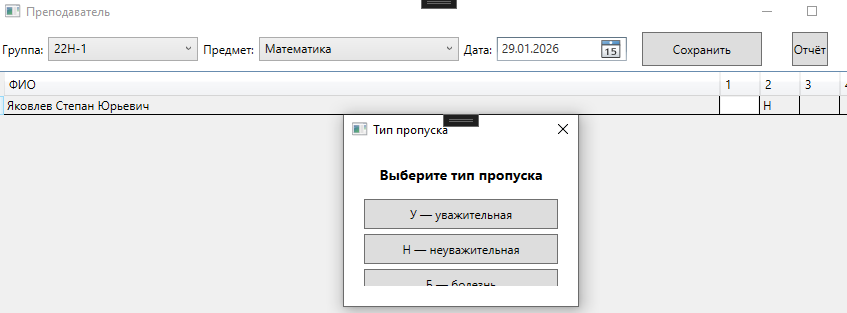 Преподаватель
Группа: 22Н-1 Предмет: Математика Дата: 29.01.2026 15 Сохранить Отчёт
ФИО 1 2 3 4
Яковлев Степан Юрьевич Н
Тип пропуска
Выберите тип пропуска
У — уважительная
Н — неуважительная
Б — болезнь